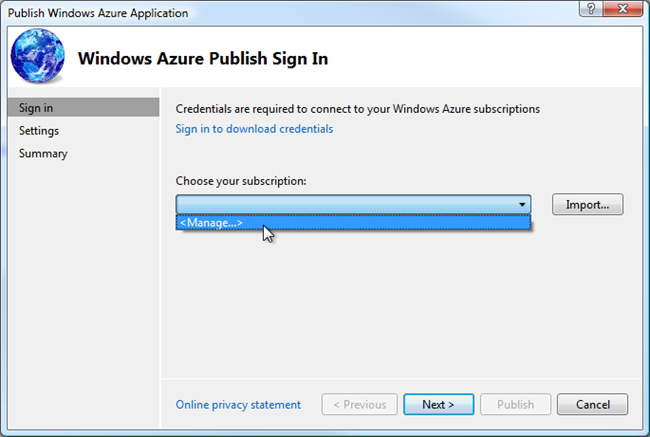 Publish Windows Azure Application
Windows Azure Publish Sign In
Sign in
Settings
Summary
Credentials are required to connect to your Windows Azure subscriptions
Sign in to download credentials
Choose your subscription:
Import...
<Manage...>
Online privacy statement
< Previous
Next >
Publish
Cancel